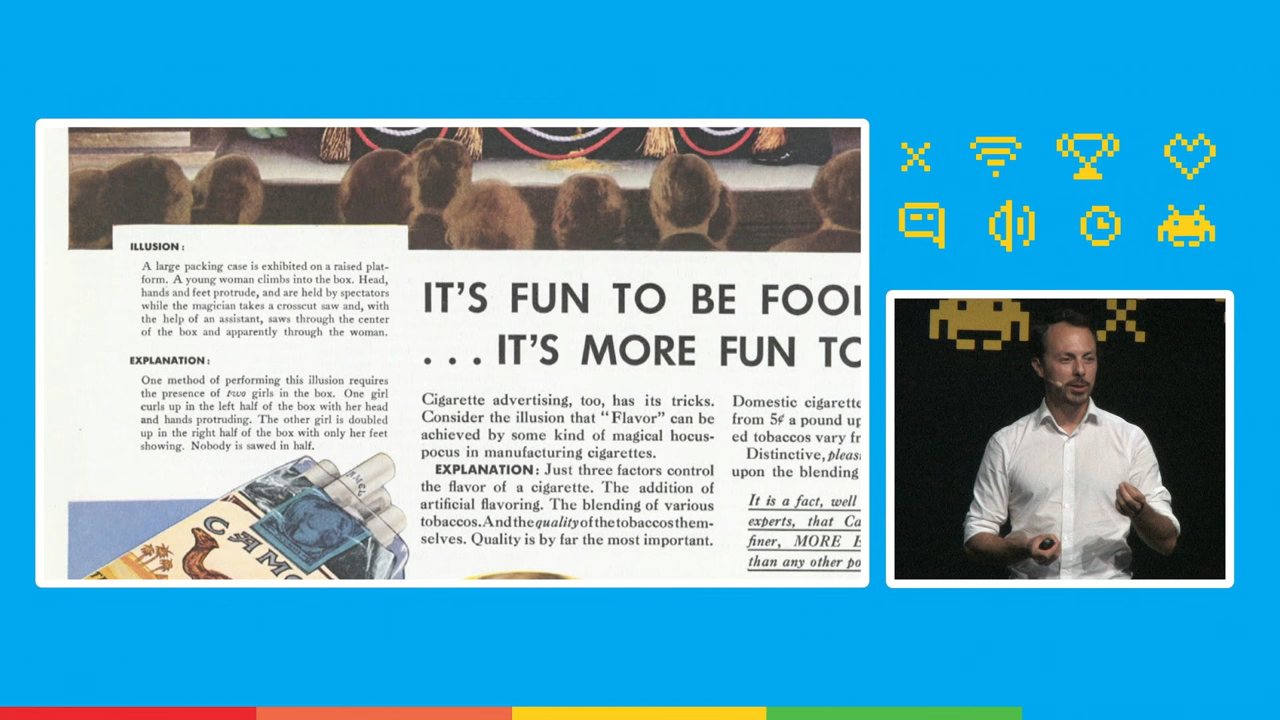 ILLUSION:
A large packing case is exhibited on a raised plat-
form. A young woman climbs into the box. Head,
hands and feet protrude, and are held by spectators
while the magician takes a crosscut saw and, with
the help of an assistant, saws through the center
of the box and apparently through the woman.
EXPLANATION:
One method of performing this illusion requires
the presence of two girls in the box. One girl
curls up in the left half of the box with her head
and hands protruding. The other girl is doubled
up in the right half of the box with only her feet
showing. Nobody is sawed in half.
CAMEL
IT'S FUN TO BE
...IT'S MORE FUN
Cigarette advertising, too, has its tricks.
Consider the illusion that "Flavor" can be
achieved by some kind of magical hocus-
pocus in manufacturing cigarettes.
EXPLANATION: Just three factors control
the flavor of a cigarette. The addition of
artificial flavoring. The blending of various
tobaccos. And the quality of the tobaccos them-
selves. Quality is by far the most important.
Domestic cigarette
from 5¢ a pound up
ed tobaccos vary
Distinctive,
upon the blending
It is a fact, well
experts, that
finer, MORE
than any other